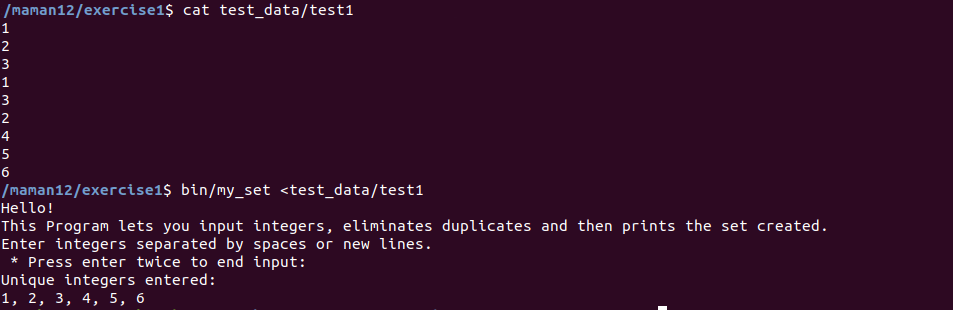 /maman12/exercise1$ cat test_data/test1
1
2
3
1
3
2
4
5
6
/maman12/exercise1$ bin/my_set <test_data/test1
Hello!
This Program lets you input integers, eliminates duplicates and then prints the set created.
Enter integers separated by spaces or new lines.
 * Press enter twice to end input:
Unique integers entered:
1, 2, 3, 4, 5, 6